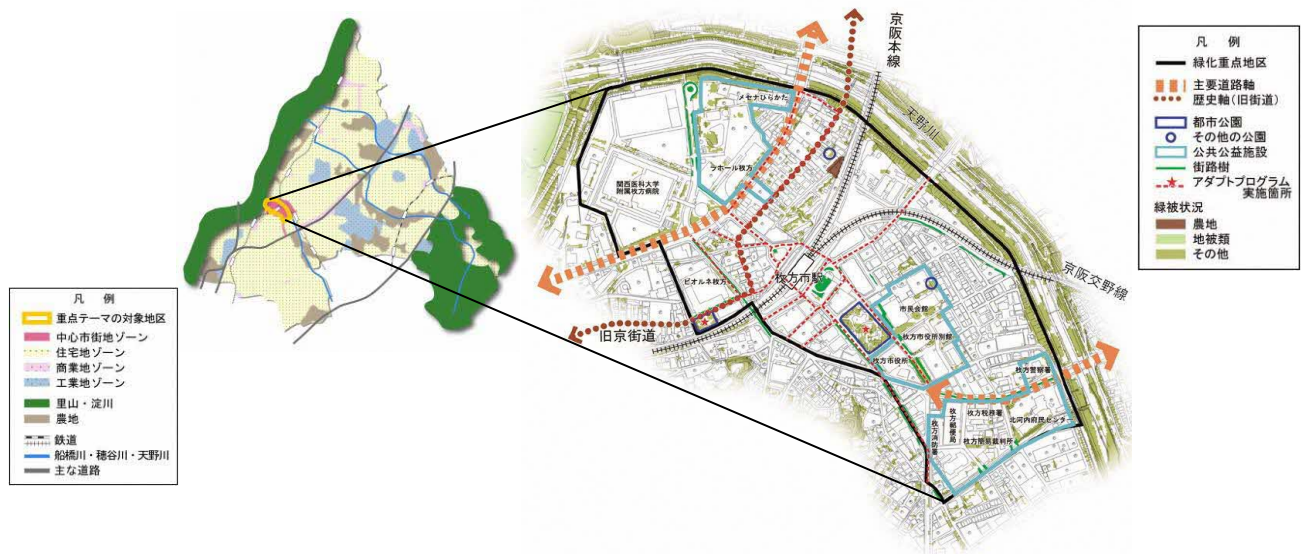 凡 例
重点テーマの対象地区
中心市街地ゾーン
住宅地ゾーン
商業地ゾーン
工業地ゾーン
里山・淀川
農地
鉄道
船橋川・穂谷川・天野川
主な道路
京阪本線
天野川
メセナひらかた
ラポール枚方
関西医科大学
附属枚方病院
ビオルネ枚方
枚方市駅
京阪交野線
旧京街道
市民会館
枚方市役所別館
枚方市役所
枚方警察署
枚方税務署
北河内府民センター
枚方郵便局
枚方簡易裁判所
枚方消防署
凡 例
緑化重点地区
主要道路軸
歴史軸(旧街道)
都市公園
その他の公園
公共公益施設
街路樹
アダプトプログラム
実施箇所
緑被状況
農地
地被類
その他